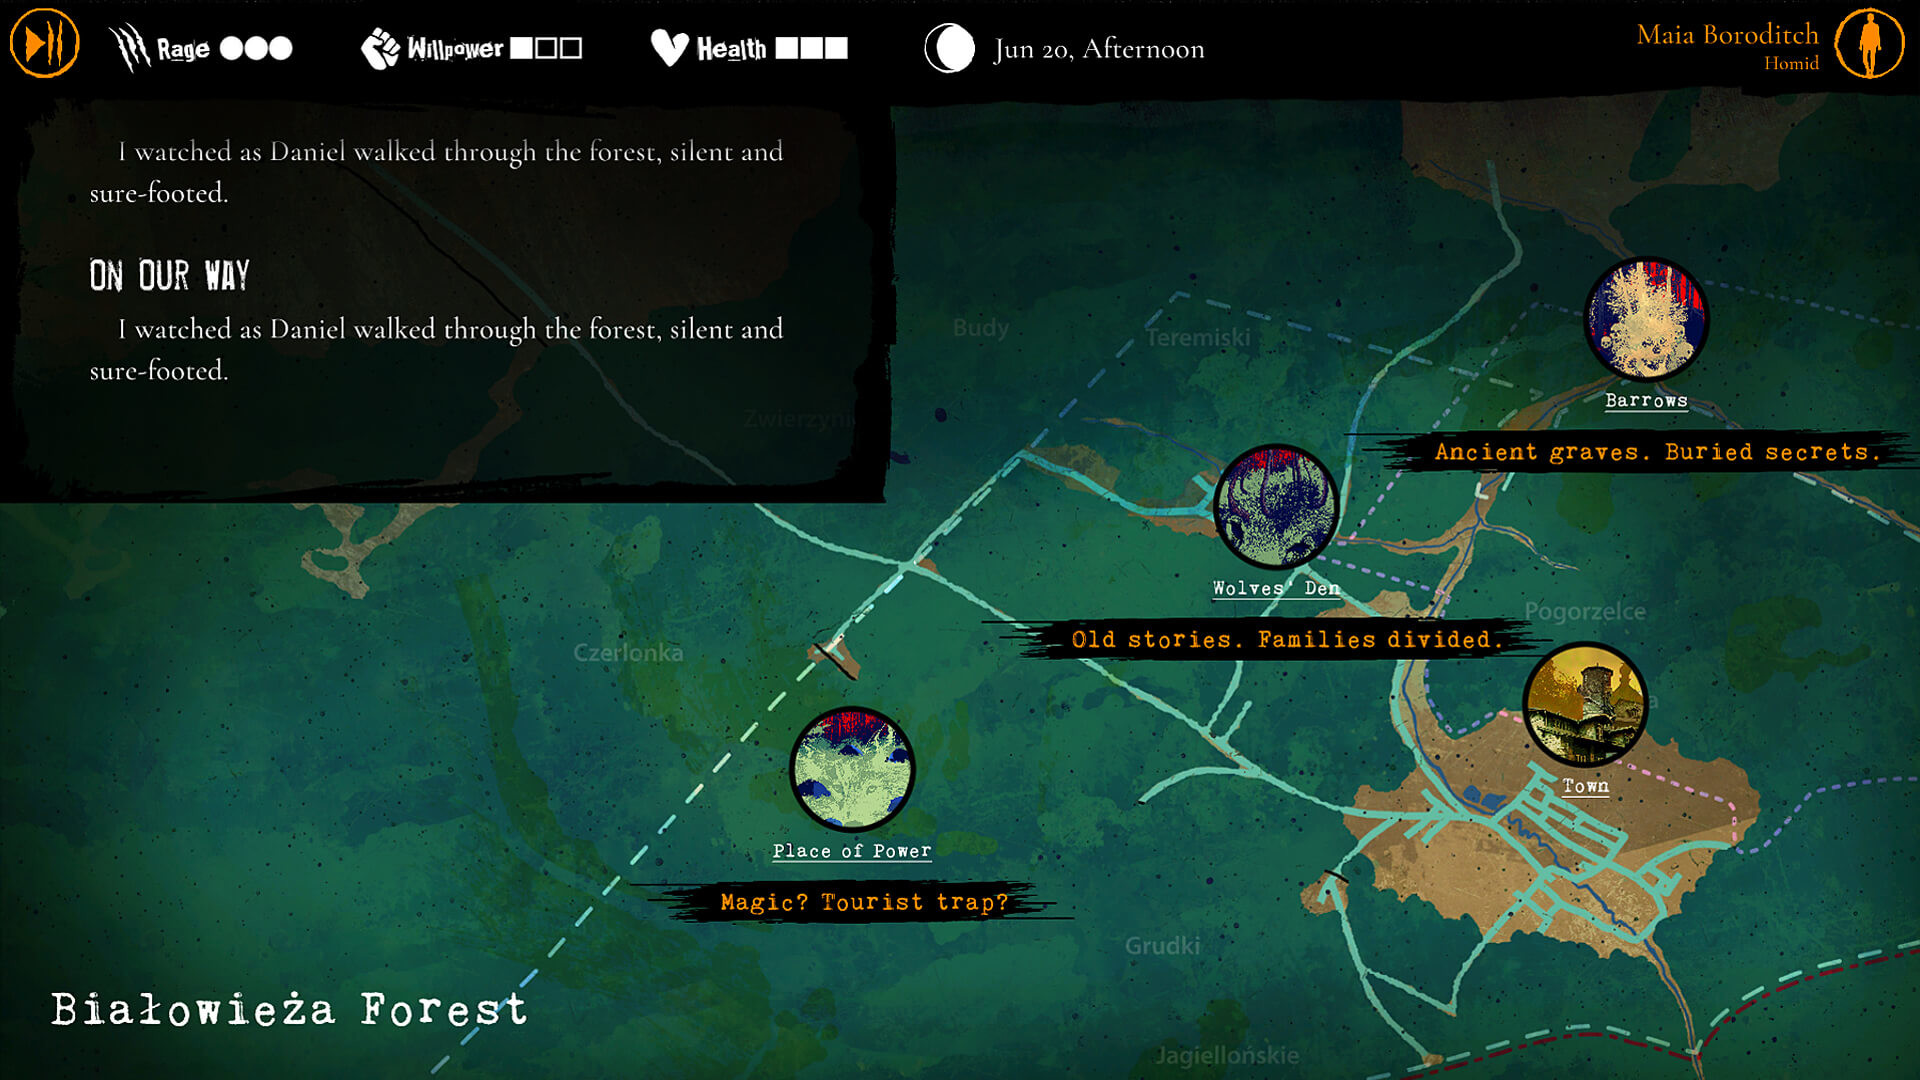 Rage
Willpower
Health
Jun 20, Afternoon
Maia Boroditch
Homid
I watched as Daniel walked through the forest, silent and
sure-footed.
ON OUR WAY
I watched as Daniel walked through the forest, silent and
sure-footed.
Budy
Teremiski
Barrows
Ancient graves. Buried secrets.
Wolves' Den
Old stories. Families divided.
Pogorzelce
Czerlonka
Town
Place of Power
Magic? Tourist trap?
Grudki
Białowieża Forest
Jagiellońskie